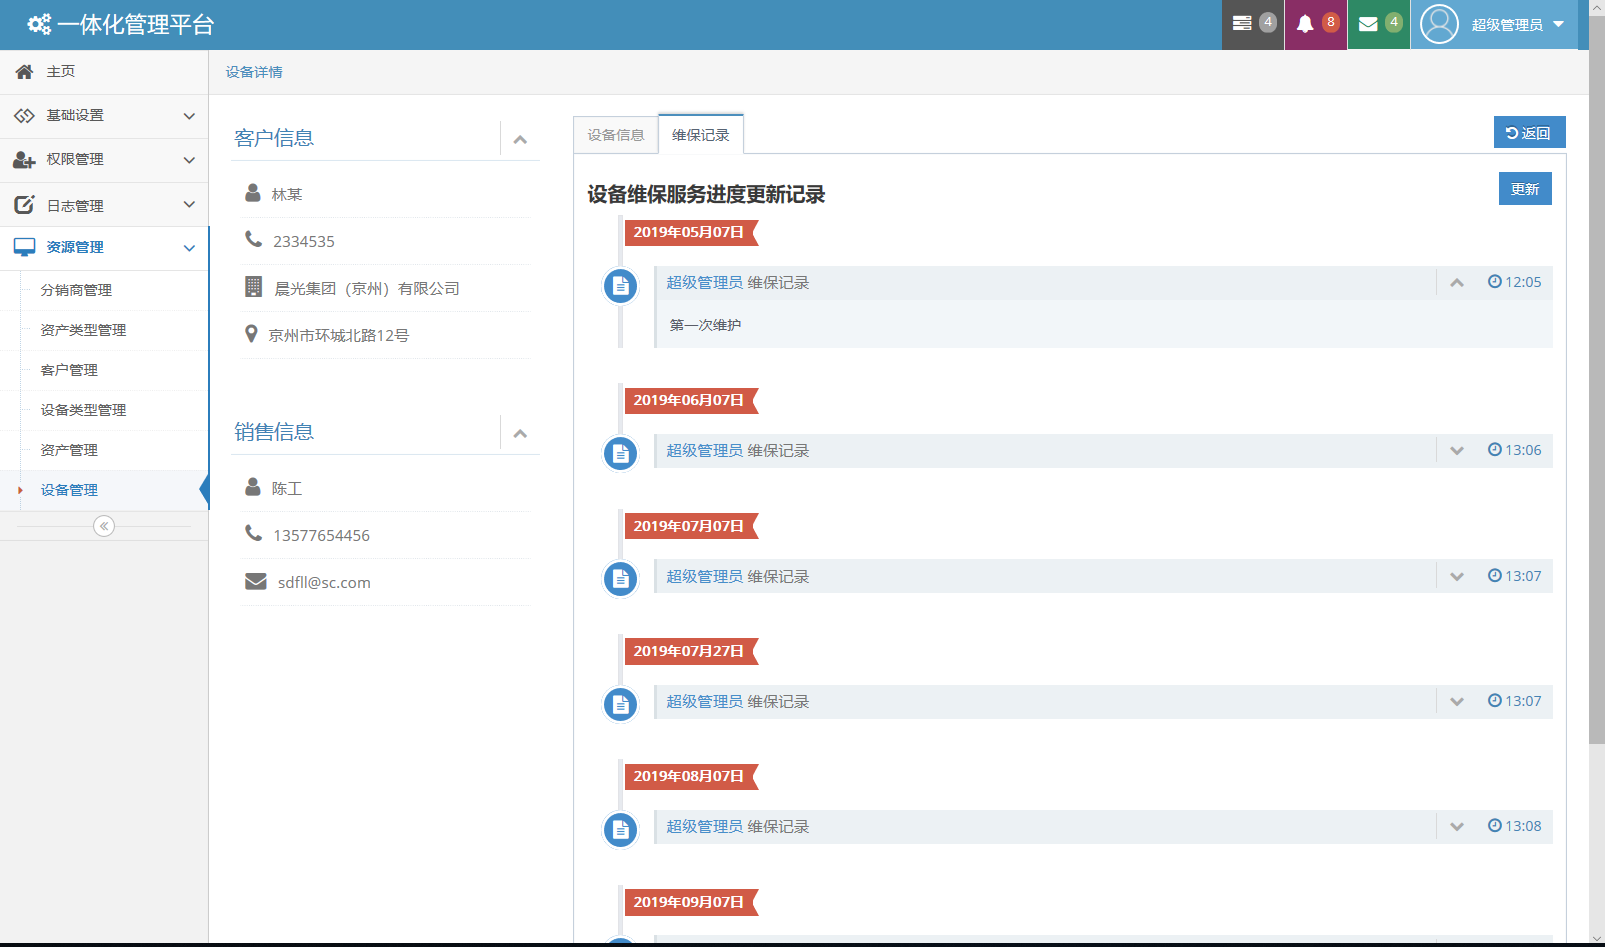 一体化管理平台
4
8
4
超级管理员
主页
基础设置
权限管理
日志管理
资源管理
分销商管理
资产类型管理
客户管理
设备类型管理
资产管理
设备管理
设备详情
客户信息
林某
2334535
晨光集团（京州）有限公司
京州市环城北路12号
销售信息
陈工
13577654456
sdfll@sc.com
设备信息
维保记录
返回
设备维保服务进度更新记录
更新
2019年05月07日
超级管理员 维保记录
12:05
第一次维护
2019年06月07日
超级管理员 维保记录
13:06
2019年07月07日
超级管理员 维保记录
13:07
2019年07月27日
超级管理员 维保记录
13:07
2019年08月07日
超级管理员 维保记录
13:08
2019年09月07日